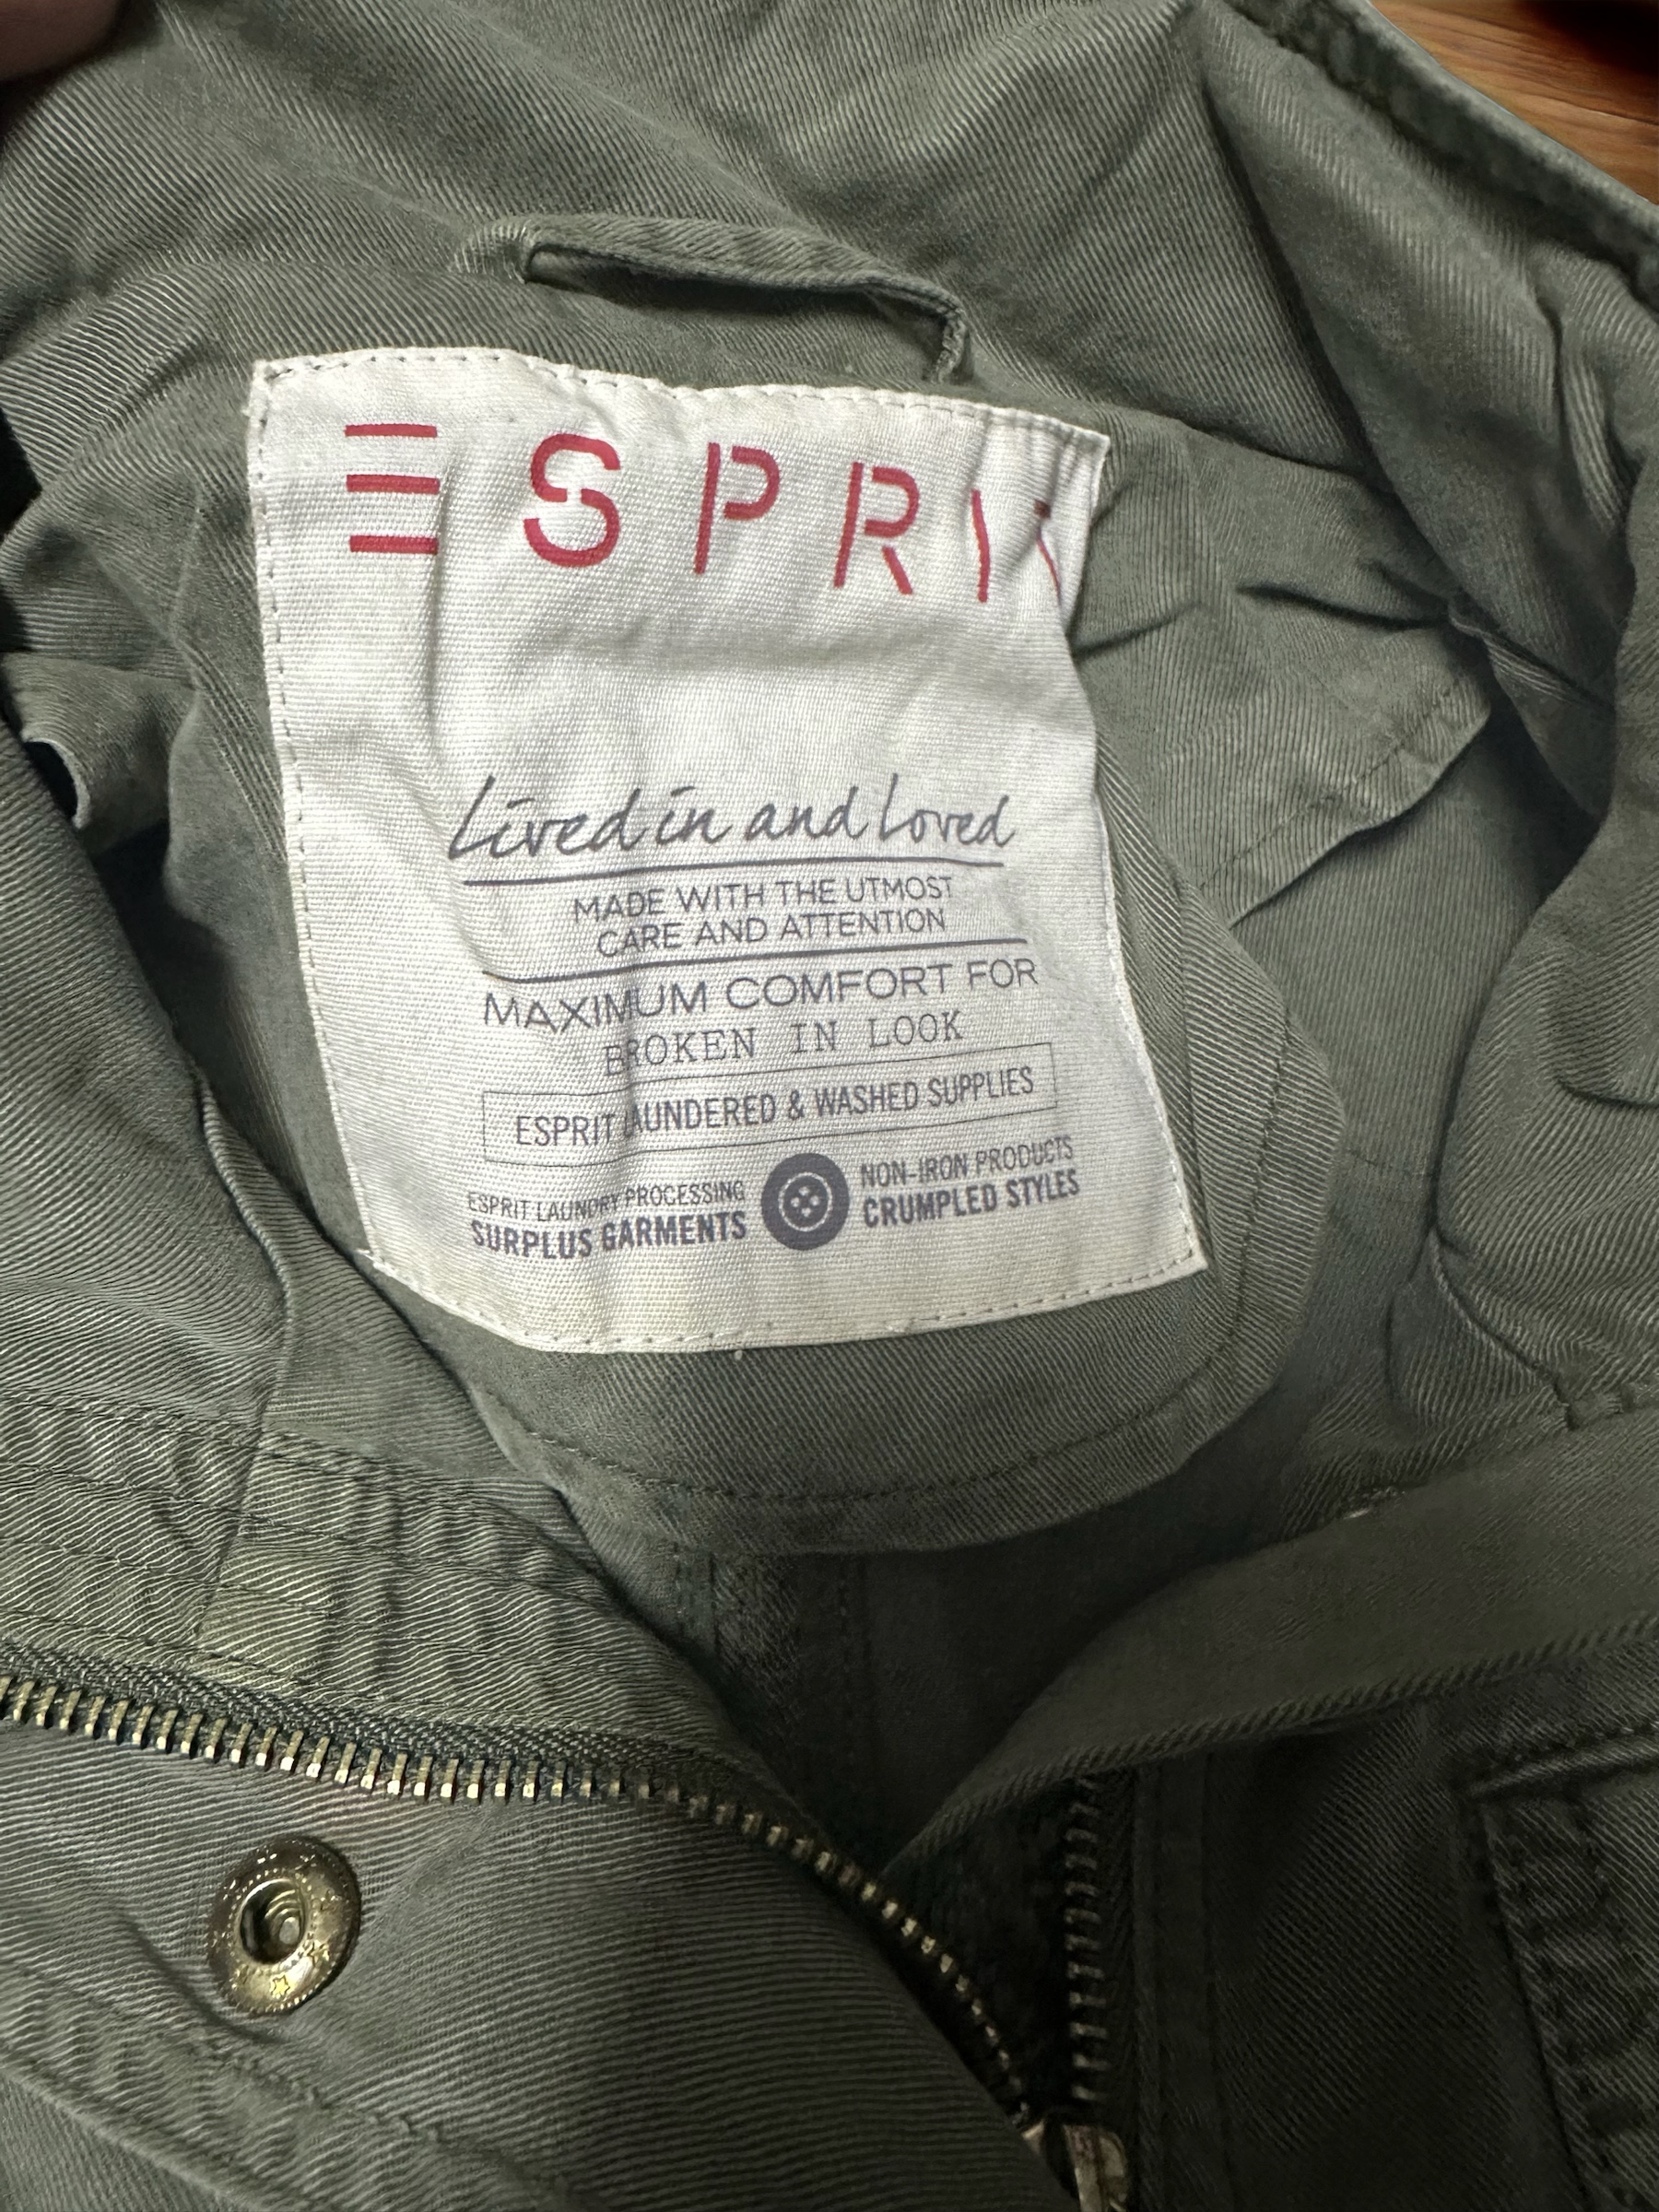 ESPRIT
Lived in and Loved
MADE WITH THE UTMOST
CARE AND ATTENTION
MAXIMUM COMFORT FOR
BROKEN IN LOOK
ESPRIT LAUNDERED & WASHED SUPPLIES
ESPRIT LAUNDRY PROCESSING
SURPLUS GARMENTS
NON-IRON PRODUCTS
CRUMPLED STYLES